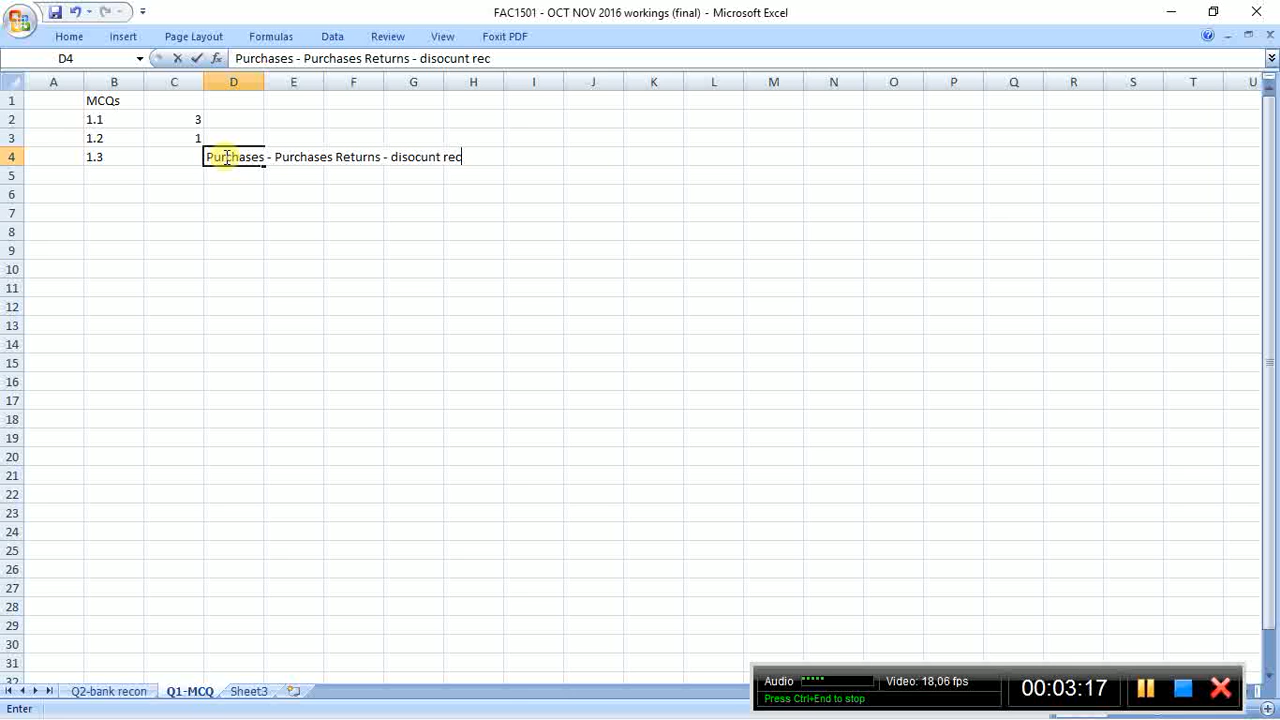 FAC1501 - OCT NOV 2016 workings (final) - Microsoft Excel
Home Insert Page Layout Formulas Data Review View Foxit PDF
D4 fx Purchases - Purchases Returns - disocunt rec
A B C D E F G H I J K L M N O P Q R S T U
1 MCQs
2 1.1 3
3 1.2 1
4 1.3 Purchases - Purchases Returns - disocunt rec
5
6
7
8
9
10
11
12
13
14
15
16
17
18
19
20
21
22
23
24
25
26
27
28
29
30
31
Q2-bank recon Q1-MCQ Sheet3
Audio Video: 18,06 fps 00:03:17
Press Ctrl+End to stop
Enter